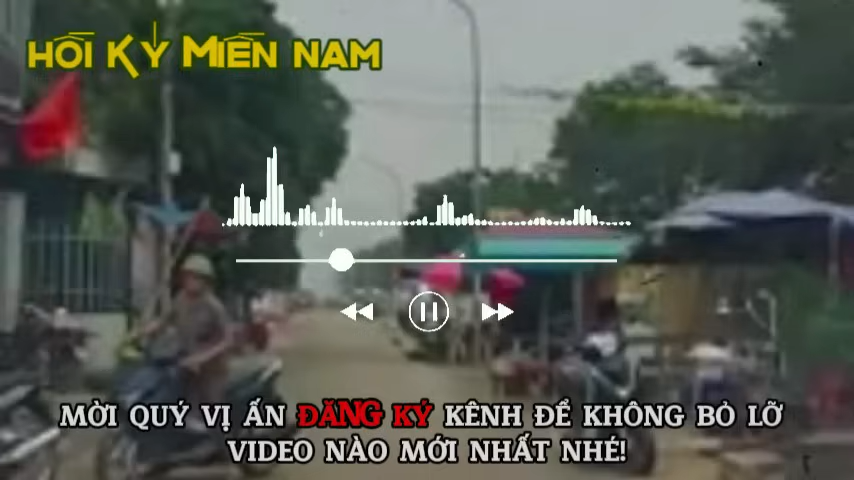 HỒI KÝ MIỀN NAM
MỜI QUÝ VỊ ẤN ĐĂNG KÝ KÊNH ĐỂ KHÔNG BỎ LỠ
VIDEO NÀO MỚI NHẤT NHÉ!